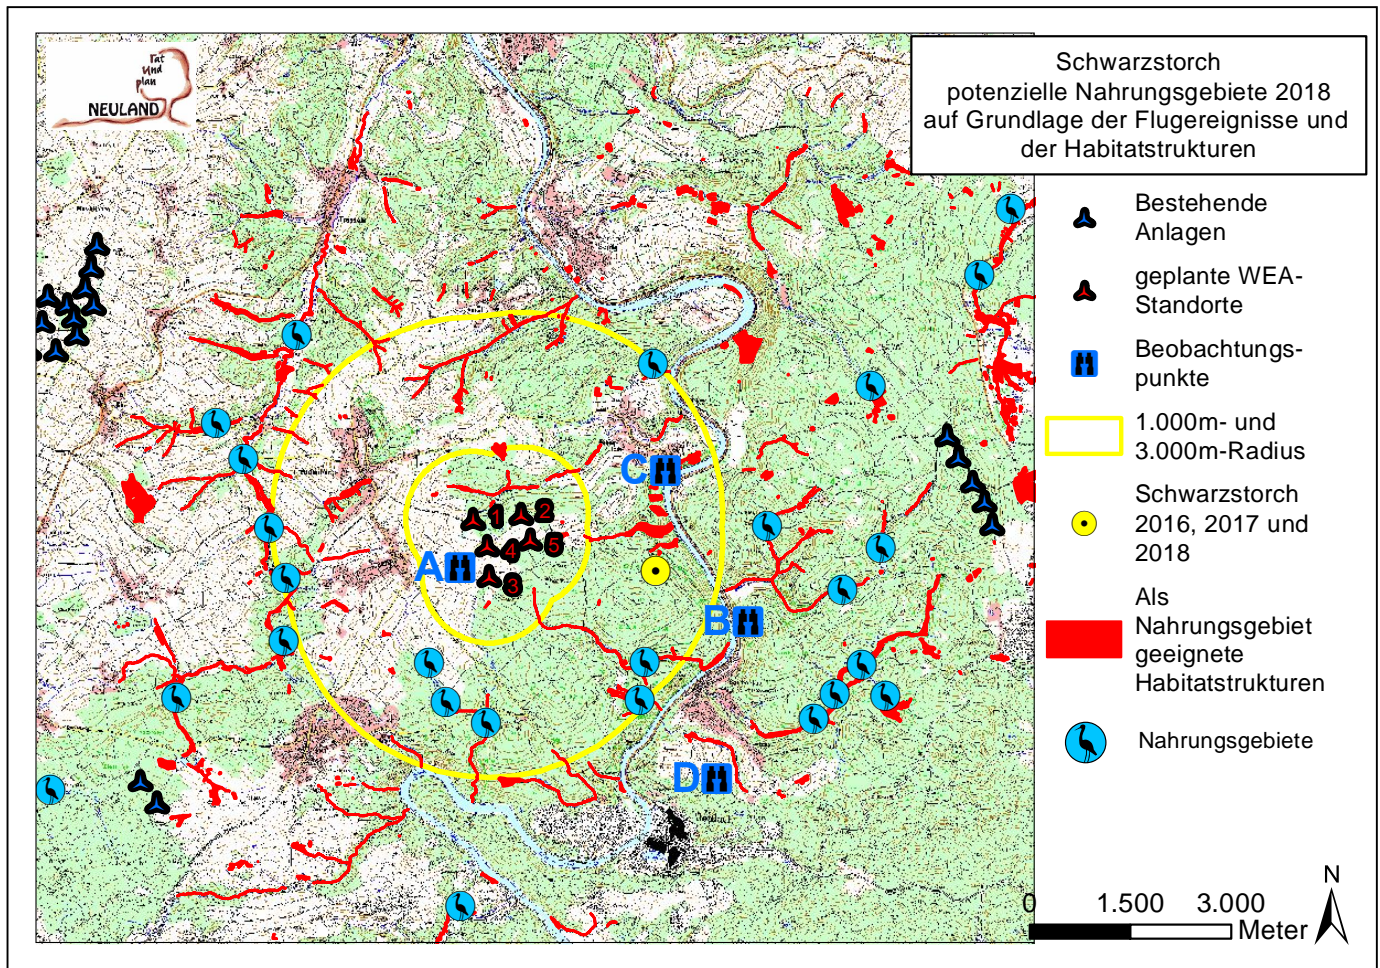 rat
und
plan
NEULAND
Schwarzstorch
potenzielle Nahrungsgebiete 2018
auf Grundlage der Flugereignisse und
der Habitatstrukturen
Bestehende
Anlagen
geplante WEA-
Standorte
Beobachtungs-
punkte
1.000m- und
3.000m-Radius
Schwarzstorch
2016, 2017 und
2018
Als
Nahrungsgebiet
geeignete
Habitatstrukturen
Nahrungsgebiete
C
1 2
4 5
A
3
B
D
N
0 1.500 3.000
Meter